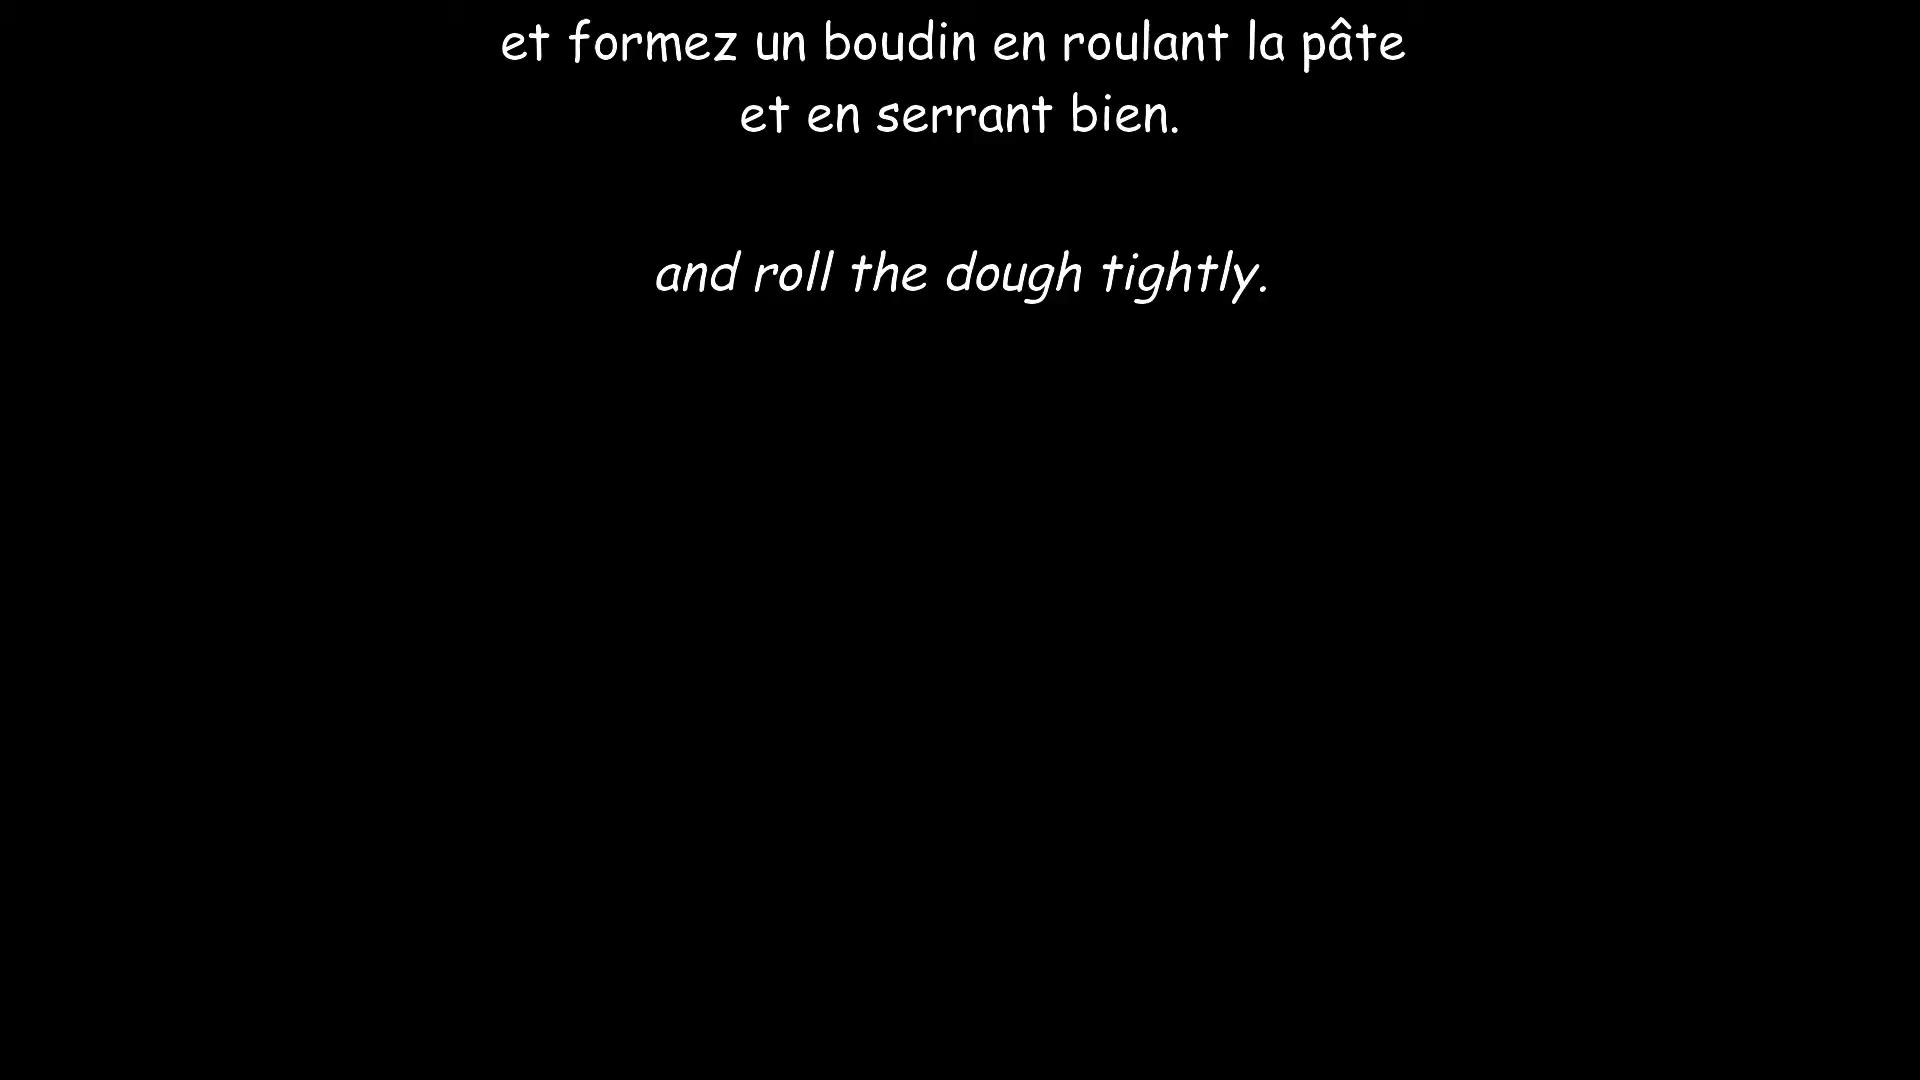 et formez un boudin en roulant la pâte
et en serrant bien.
and roll the dough tightly.